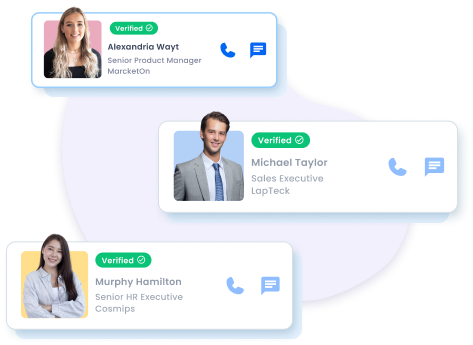 Verified
Alexandria Wayt
Senior Product Manager
MarcketOn
Verified
Michael Taylor
Sales Executive
LopTeck
Verified
Murphy Hamilton
Senior HR Executive
Cosmips